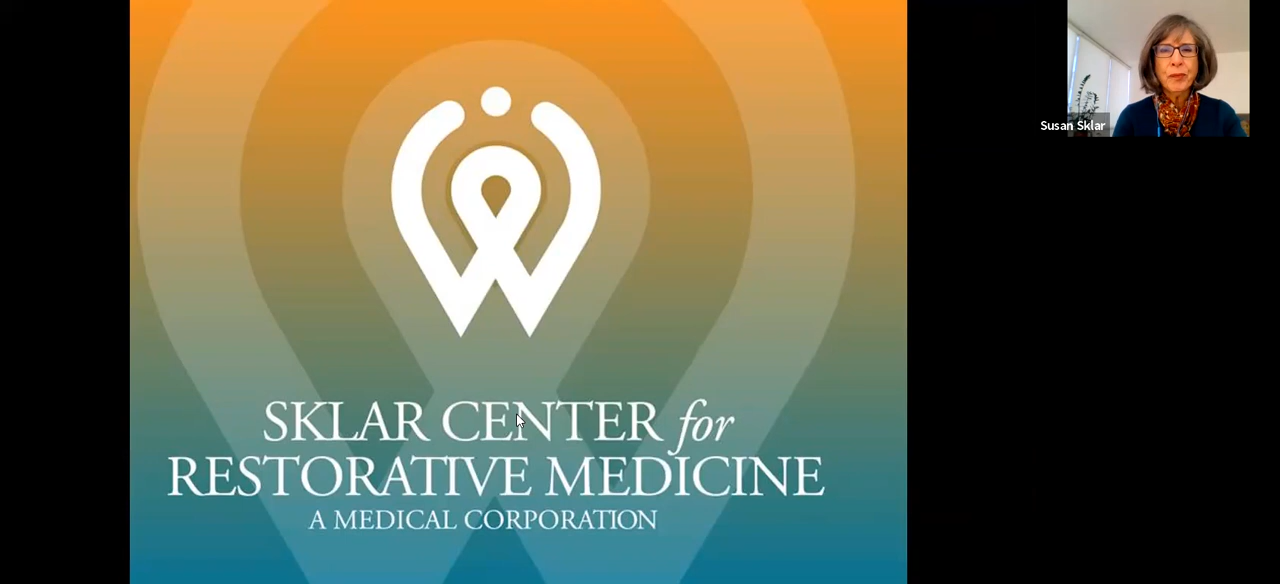 SKLAR CENTER for
RESTORATIVE MEDICINE
A MEDICAL CORPORATION
Susan Sklar